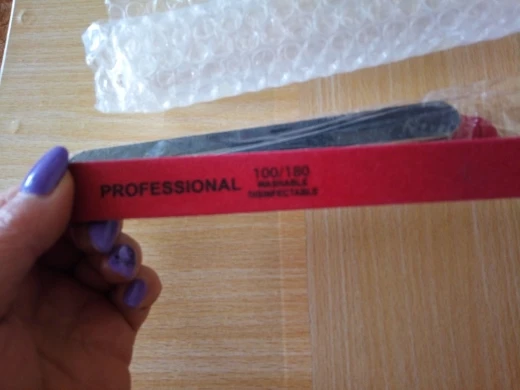 PROFESSIONAL
100/180
WASHABLE
DISINFECTABLE